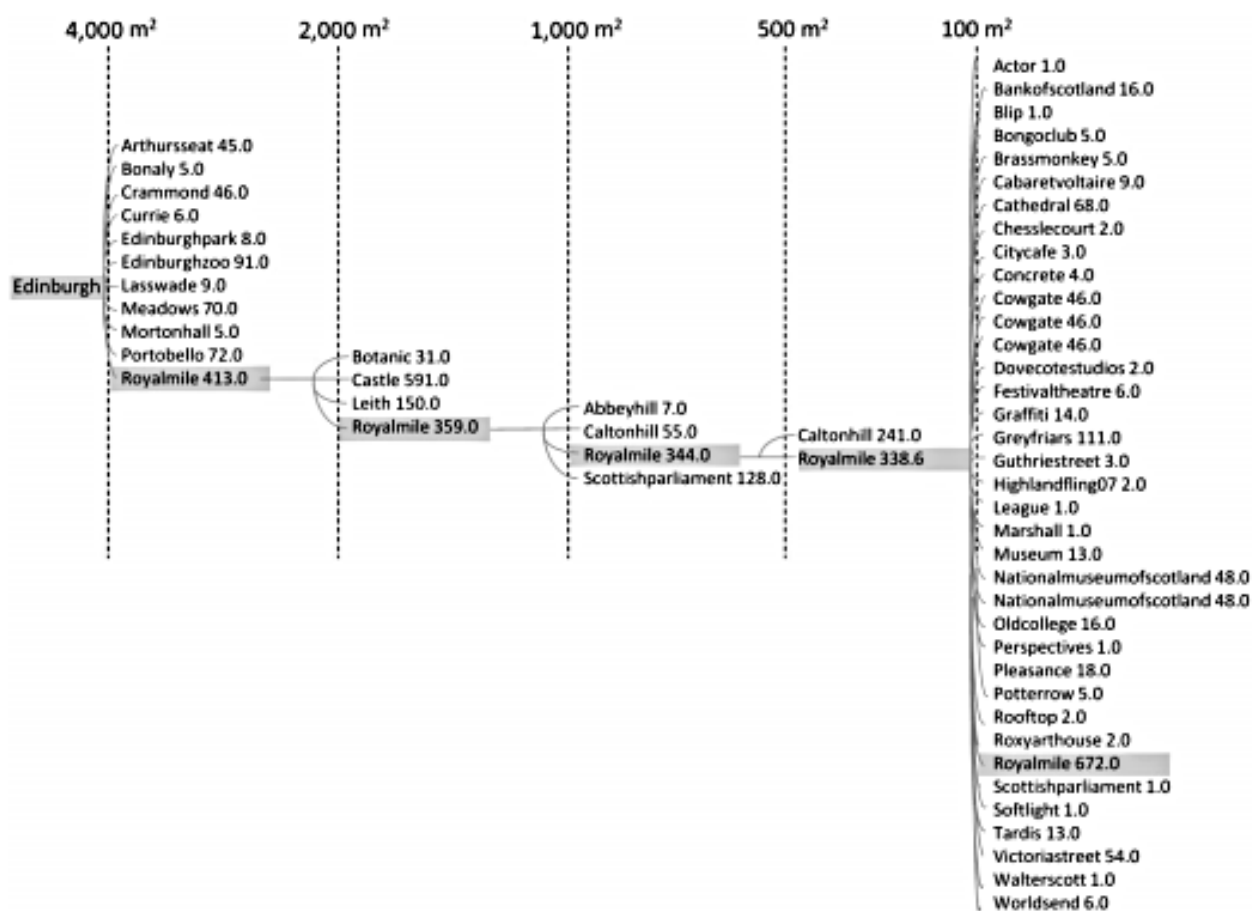 4,000 m²
2,000 m²
1,000 m²
500 m²
100 m²
Edinburgh
Arthursseat 45.0
Bonaly 5.0
Crammond 46.0
Currie 6.0
Edinburghpark 8.0
Edinburghzoo 91.0
Lasswade 9.0
Meadows 70.0
Mortonhall 5.0
Portobello 72.0
Royalmile 413.0
Botanic 31.0
Castle 591.0
Leith 150.0
Royalmile 359.0
Abbeyhill 7.0
Caltonhill 55.0
Royalmile 344.0
Scottishparliament 128.0
Caltonhill 241.0
Royalmile 338.6
Actor 1.0
Bankofscotland 16.0
Blip 1.0
Bongoclub 5.0
Brassmonkey 5.0
Cabaretvoltaire 9.0
Cathedral 68.0
Chesslecourt 2.0
Citycafe 3.0
Concrete 4.0
Cowgate 46.0
Cowgate 46.0
Cowgate 46.0
Dovecotestudios 2.0
Festivaltheatre 6.0
Graffiti 14.0
Greyfriars 111.0
Guthriestreet 3.0
Highlandfling07 2.0
League 1.0
Marshall 1.0
Museum 13.0
Nationalmuseumofscotland 48.0
Nationalmuseumofscotland 48.0
Oldcollege 16.0
Perspectives 1.0
Pleasance 18.0
Potterrow 5.0
Rooftop 2.0
Roxyarthouse 2.0
Royalmile 672.0
Scottishparliament 1.0
Softlight 1.0
Tardis 13.0
Victoriastreet 54.0
Walterscott 1.0
Worldsend 6.0